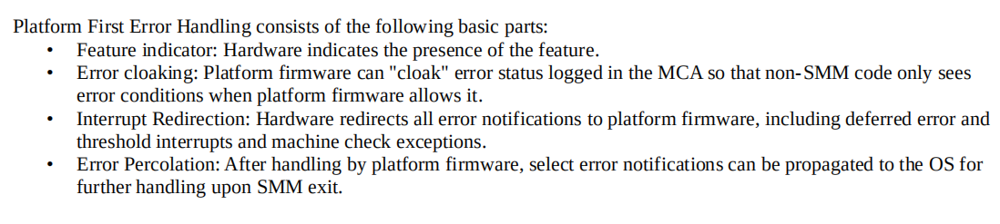 Platform First Error Handling consists of the following basic parts:
• Feature indicator: Hardware indicates the presence of the feature.
• Error cloaking: Platform firmware can "cloak" error status logged in the MCA so that non-SMM code only sees
error conditions when platform firmware allows it.
• Interrupt Redirection: Hardware redirects all error notifications to platform firmware, including deferred error and
threshold interrupts and machine check exceptions.
• Error Percolation: After handling by platform firmware, select error notifications can be propagated to the OS for
further handling upon SMM exit.